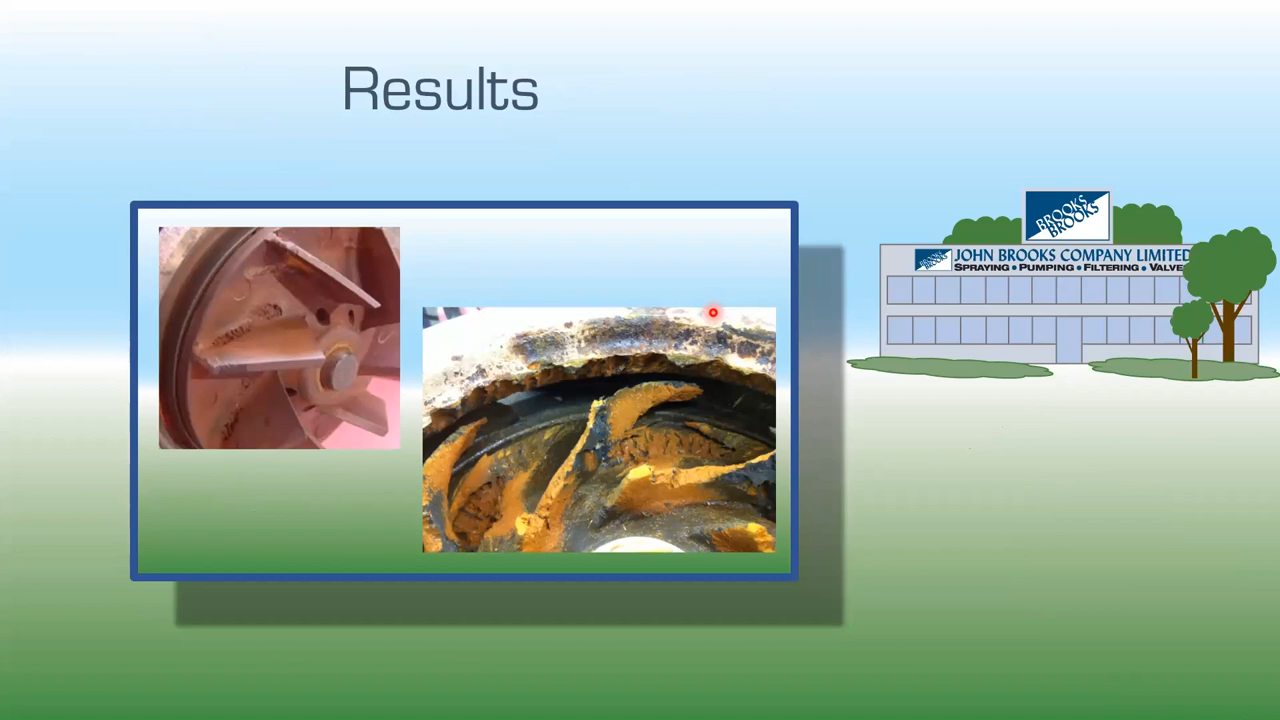 Results
BROOKS
BROOKS
JOHN BROOKS COMPANY LIMITED
SPRAYING • PUMPING • FILTERING • VALVE